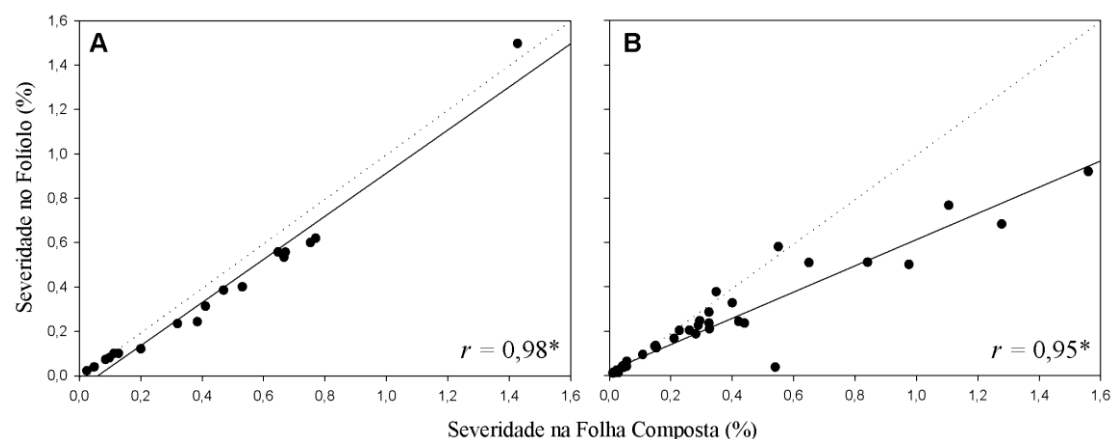 A
B
Severidade no Folíolo (%)
1,6
1,4
1,2
1,0
0,8
0,6
0,4
0,2
0,0
r = 0,98*
r = 0,95*
0,0 0,2 0,4 0,6 0,8 1,0 1,2 1,4 1,6
0,0 0,2 0,4 0,6 0,8 1,0 1,2 1,4 1,6
Severidade na Folha Composta (%)